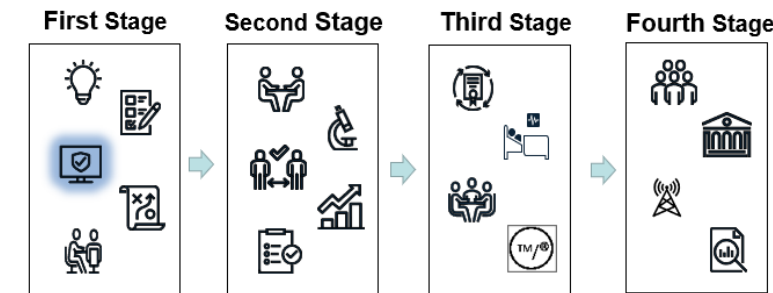 First Stage
Second Stage
Third Stage
Fourth Stage
TM/®